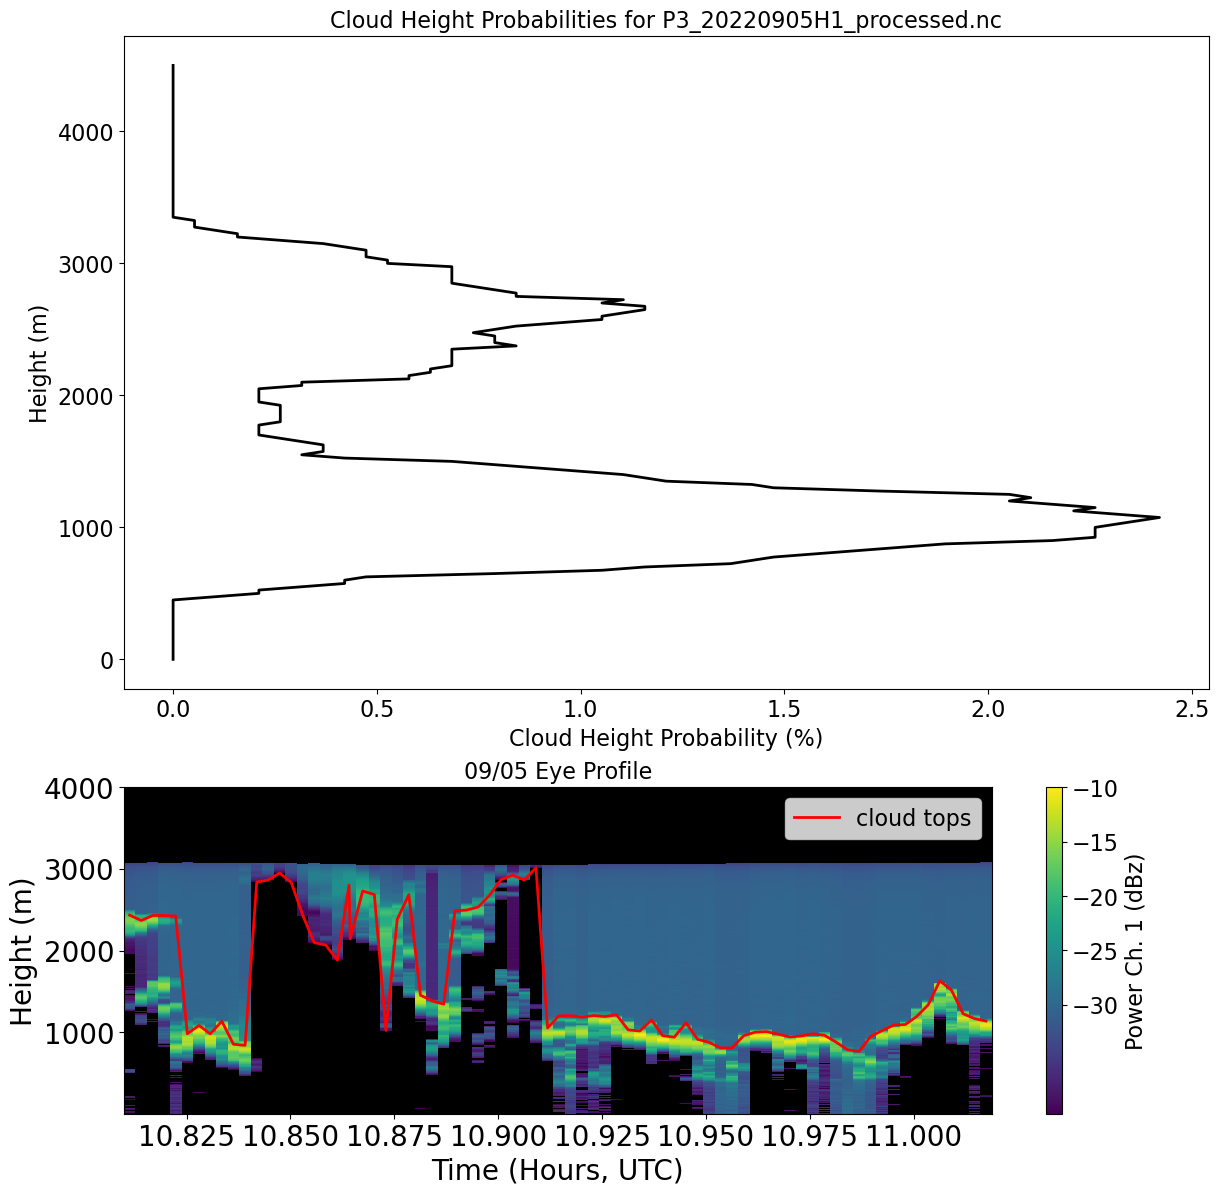 Cloud Height Probabilities for P3_20220905H1_processed.nc
4000
3000
2000
1000
0
Height (m)
0.0 0.5 1.0 1.5 2.0 2.5
Cloud Height Probability (%)
09/05 Eye Profile
4000
3000
2000
1000
Height (m)
cloud tops
10.825 10.850 10.875 10.900 10.925 10.950 10.975 11.000
Time (Hours, UTC)
−10
−15
−20
−25
−30
Power Ch. 1 (dBz)